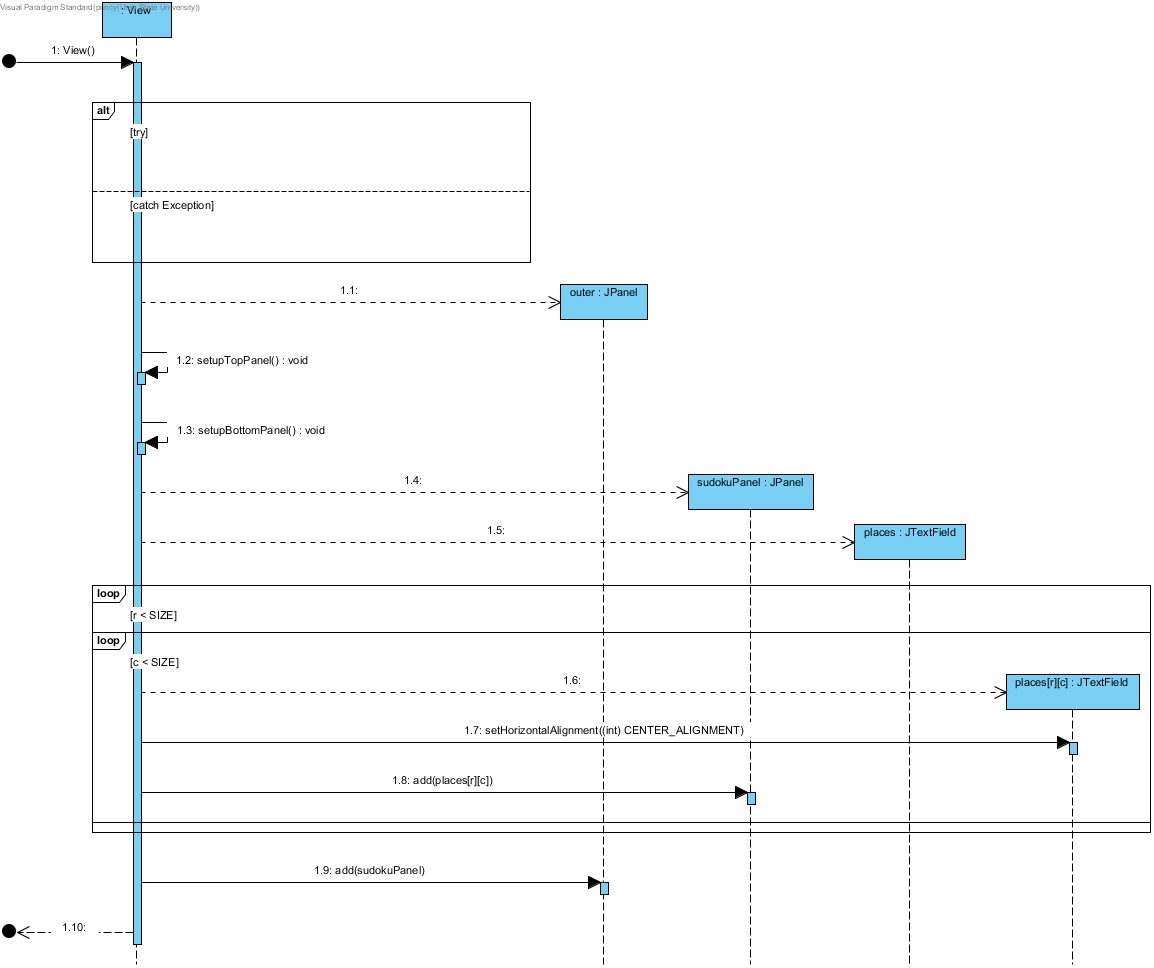 Visual Paradigm Standard( State University))
: View
1: View()
alt
[try]
[catch Exception]
1.1:
outer : JPanel
1.2: setupTopPanel() : void
1.3: setupBottomPanel() : void
1.4:
sudokuPanel : JPanel
1.5:
places : JTextField
loop
[r < SIZE]
loop
[c < SIZE]
1.6:
places[r][c] : JTextField
1.7: setHorizontalAlignment((int) CENTER_ALIGNMENT)
1.8: add(places[r][c])
1.9: add(sudokuPanel)
1.10: